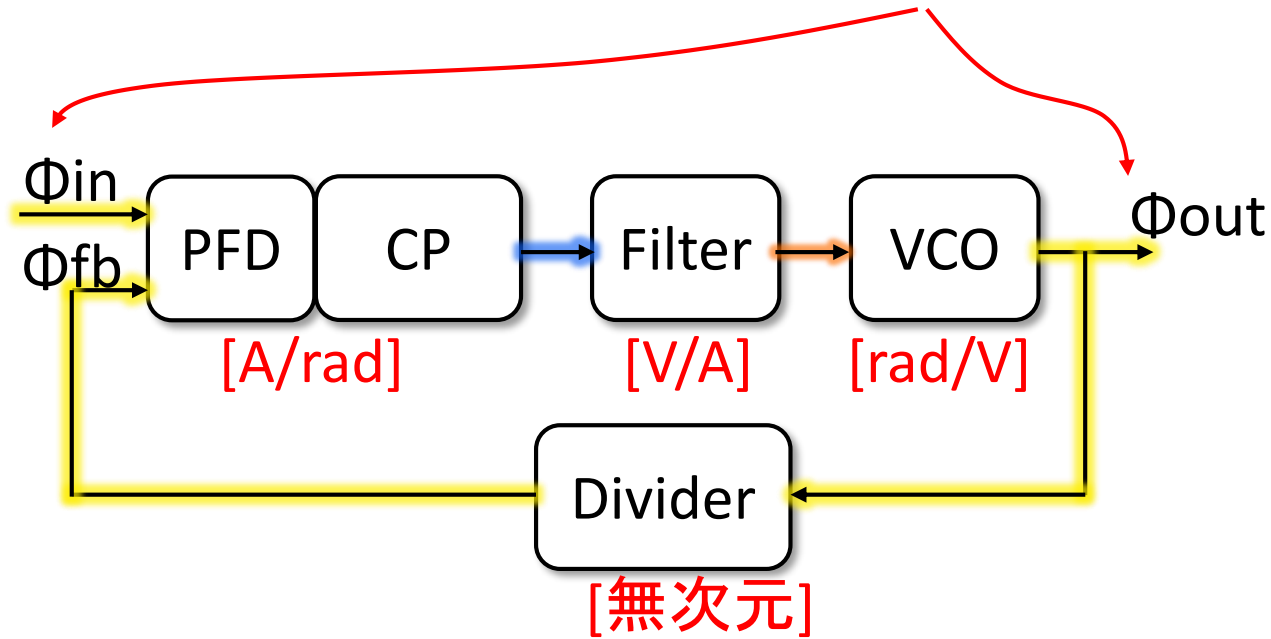 Φin
Φfb
PFD
CP
Filter
VCO
Φout
[A/rad]
[V/A]
[rad/V]
Divider
[無次元]